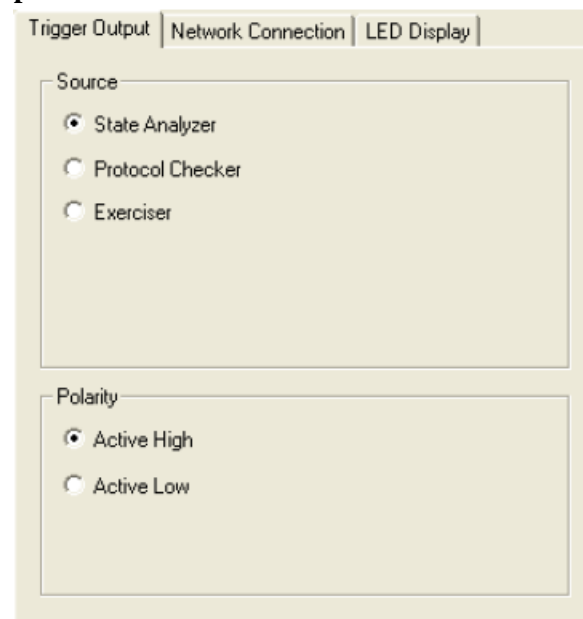 Trigger Output Network Connection LED Display
Source
State Analyzer
Protocol Checker
Exerciser
Polarity
Active High
Active Low